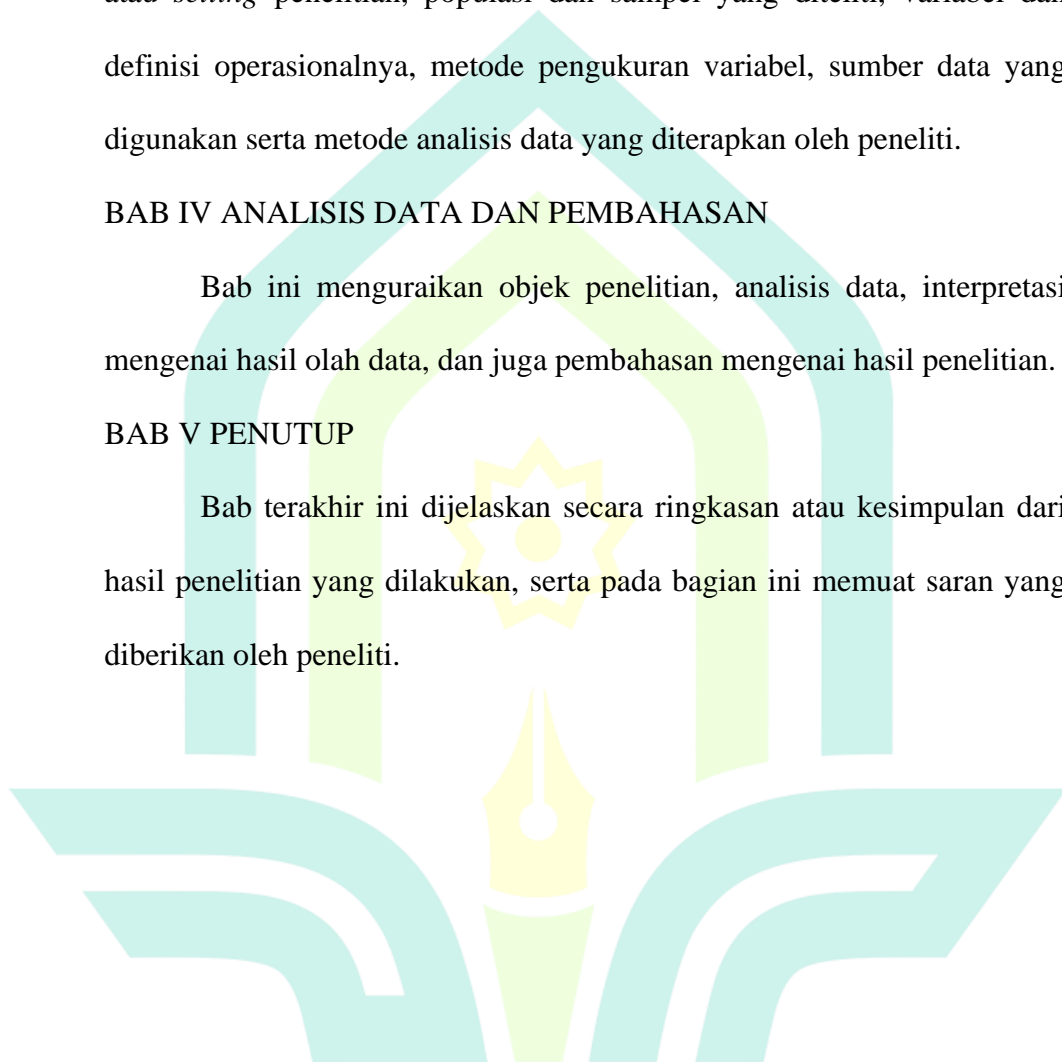 atau setting penelitian, populasi dan sampel yang diteliti, variabel dan
definisi operasionalnya, metode pengukuran variabel, sumber data yang
digunakan serta metode analisis data yang diterapkan oleh peneliti.
BAB IV ANALISIS DATA DAN PEMBAHASAN
Bab ini menguraikan objek penelitian, analisis data, interpretasi
mengenai hasil olah data, dan juga pembahasan mengenai hasil penelitian.
BAB V PENUTUP
Bab terakhir ini dijelaskan secara ringkasan atau kesimpulan dari
hasil penelitian yang dilakukan, serta pada bagian ini memuat saran yang
diberikan oleh peneliti.